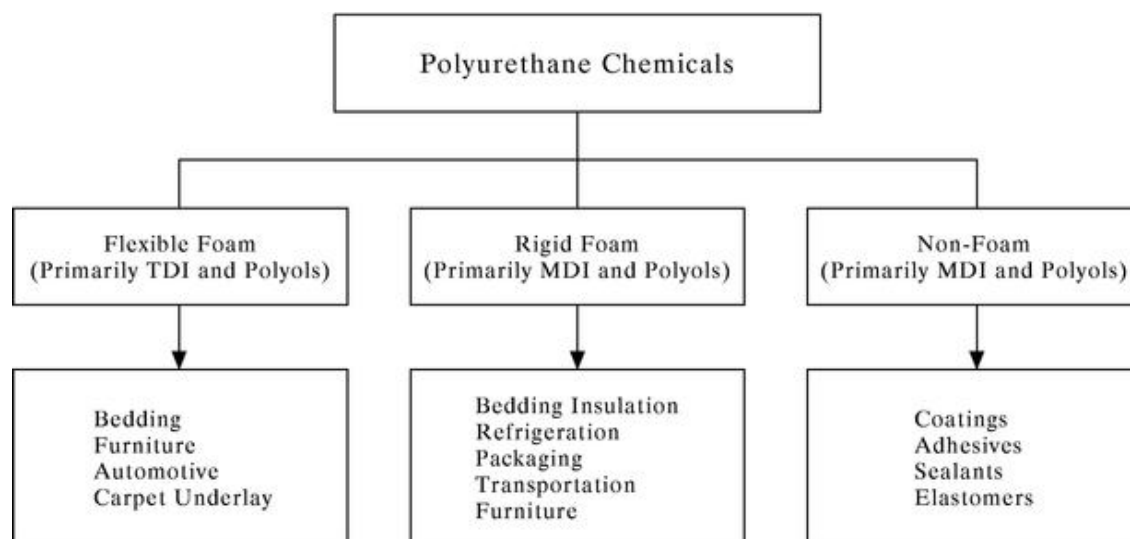 Polyurethane Chemicals
Flexible Foam
(Primarily TDI and Polyols)
Rigid Foam
(Primarily MDI and Polyols)
Non-Foam
(Primarily MDI and Polyols)
Bedding
Furniture
Automotive
Carpet Underlay
Bedding Insulation
Refrigeration
Packaging
Transportation
Furniture
Coatings
Adhesives
Sealants
Elastomers